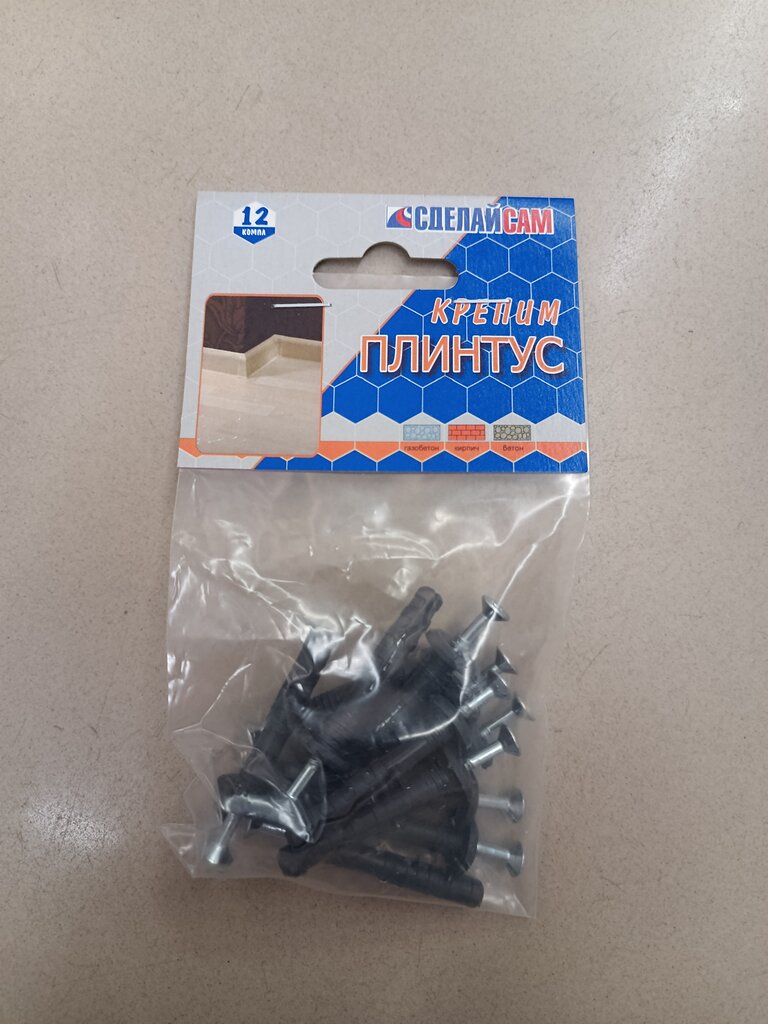 12
КОМПЛ
СДЕЛАЙСАМ
КРЕПИМ
ПЛИНТУС
газобетон кирпич бетон